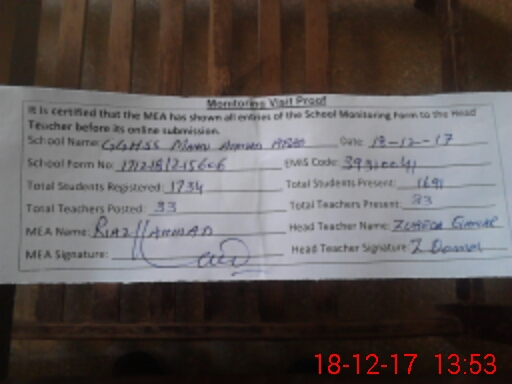 Monitoring Visit Proof
It is certified that the MEA has shown all entries of the School Monitoring Form to the Head
Teacher before its online submission.
School Name: GGHSS Ahmad Date: 18-12-17
School Form No: EMIS Code:
Total Students Registered: 1734 Total Students Present: 1691
Total Teachers Posted: 33 Total Teachers Present: 33
MEA Name: Riaz Ahmad Head Teacher Name:
MEA Signature: Head Teacher Signature
18-12-17 13:53